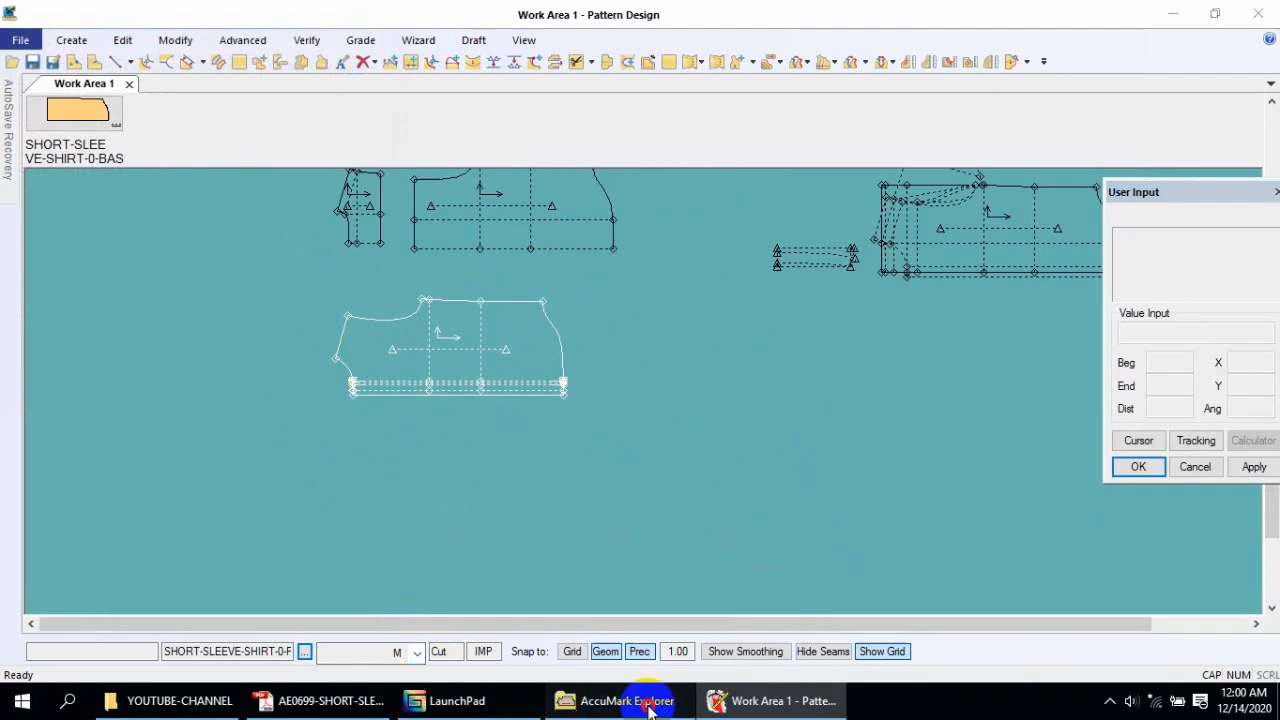 Work Area 1 - Pattern Design
File Create Edit Modify Advanced Verify Grade Wizard Draft View
Work Area 1
AutoSave Recovery
SHORT-SLEE
VE-SHIRT-0-BAS
User Input
Value Input
Beg X
End Y
Dist Ang
Cursor Tracking Calculator
OK Cancel Apply
SHORT-SLEEVE-SHIRT-0-F ... M Cut IMP Snap to: Grid Geom Prec 1.00 Show Smoothing Hide Seams Show Grid
Ready CAP NUM SCRL
YOUTUBE-CHANNEL AE0699-SHORT-SLE... LaunchPad AccuMark Explorer Work Area 1 - Patte...
12:00 AM
12/14/2020